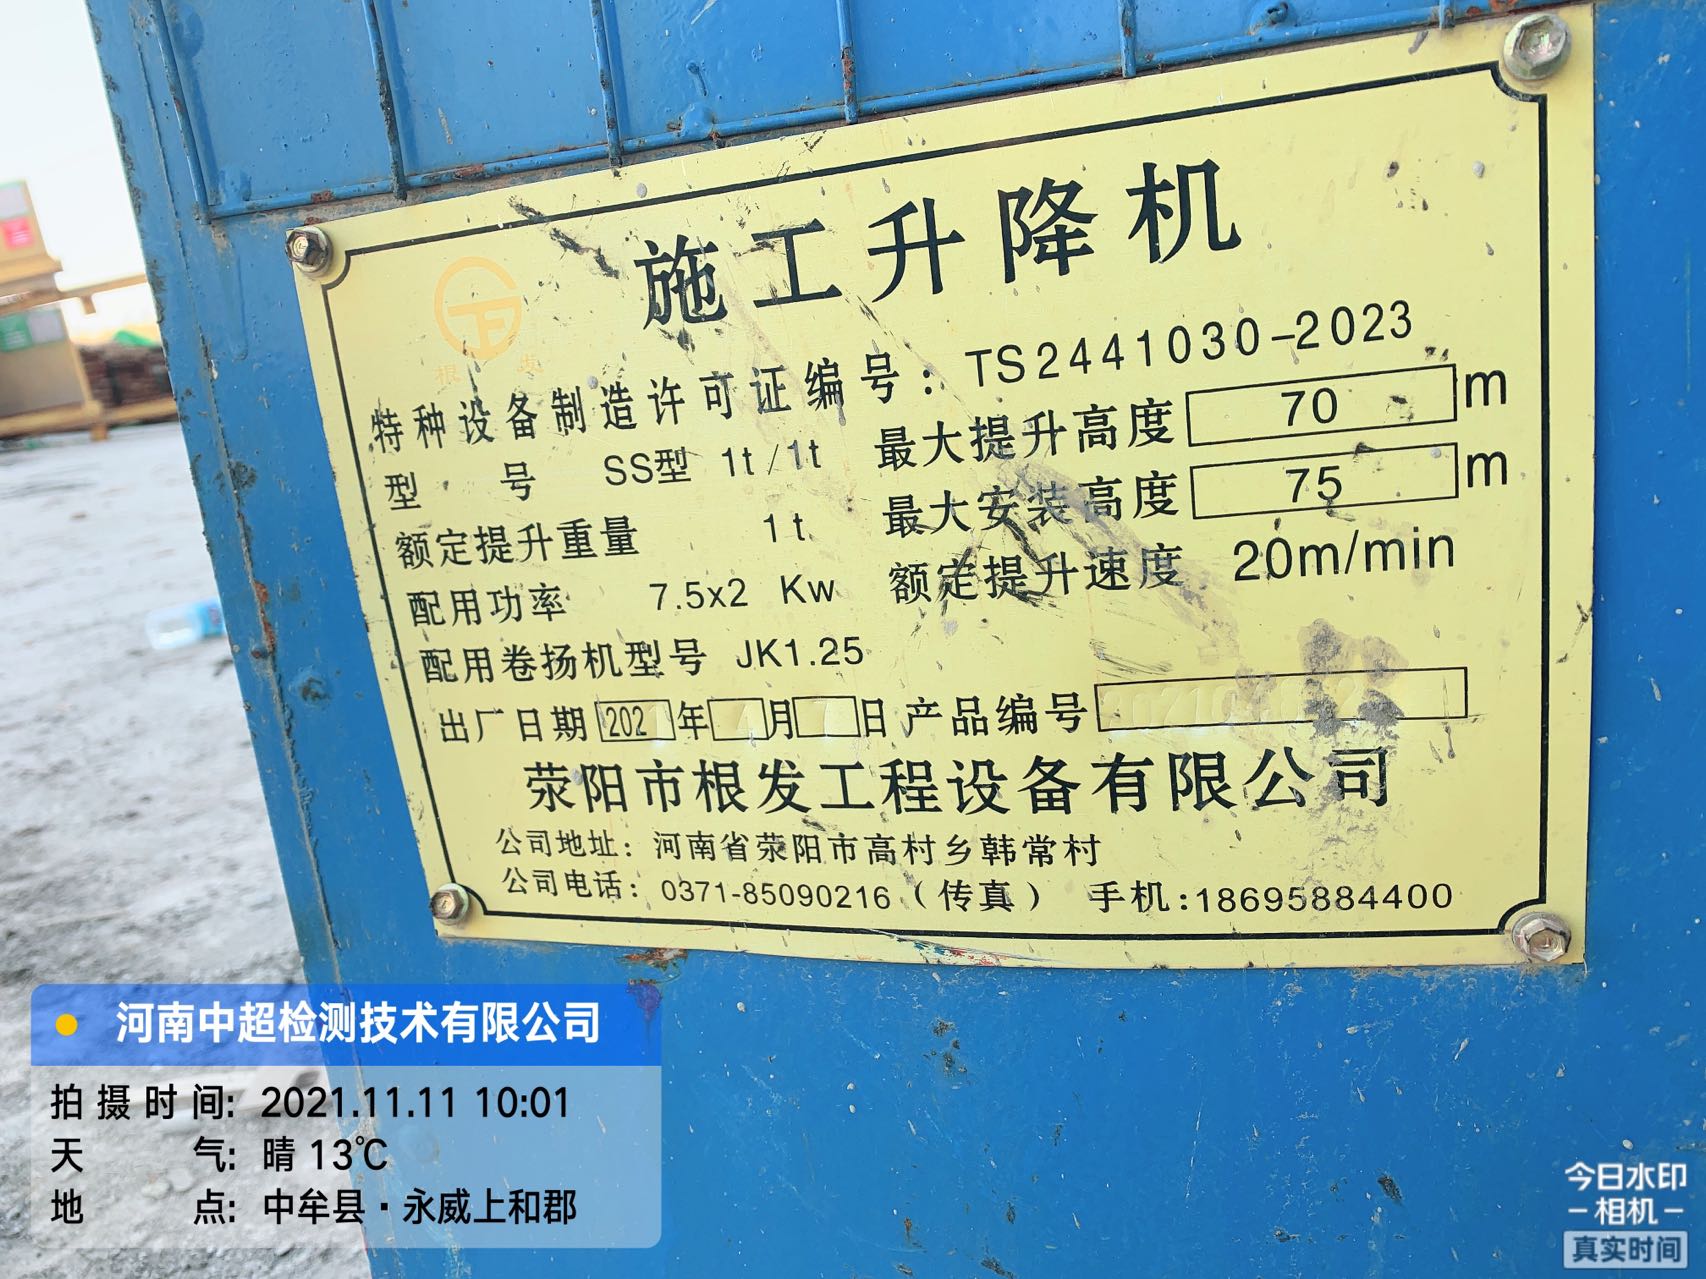 施工升降机
特种设备制造许可证编号：TS2441030-2023
型 号 SS型 1t/1t 最大提升高度 70 m
额定提升重量 1t 最大安装高度 75 m
配用功率 7.5x2 Kw 额定提升速度 20m/min
配用卷扬机型号 JK1.25
出厂日期 202 年 月 日 产品编号
荥阳市根发工程设备有限公司
公司地址：河南省荥阳市高村乡韩常村
公司电话：0371-85090216（传真） 手机:18695884400
河南中超检测技术有限公司
拍摄时间: 2021.11.11 10:01
天 气: 晴 13℃
地 点: 中牟县·永威上和郡
今日水印
-相机-
真实时间